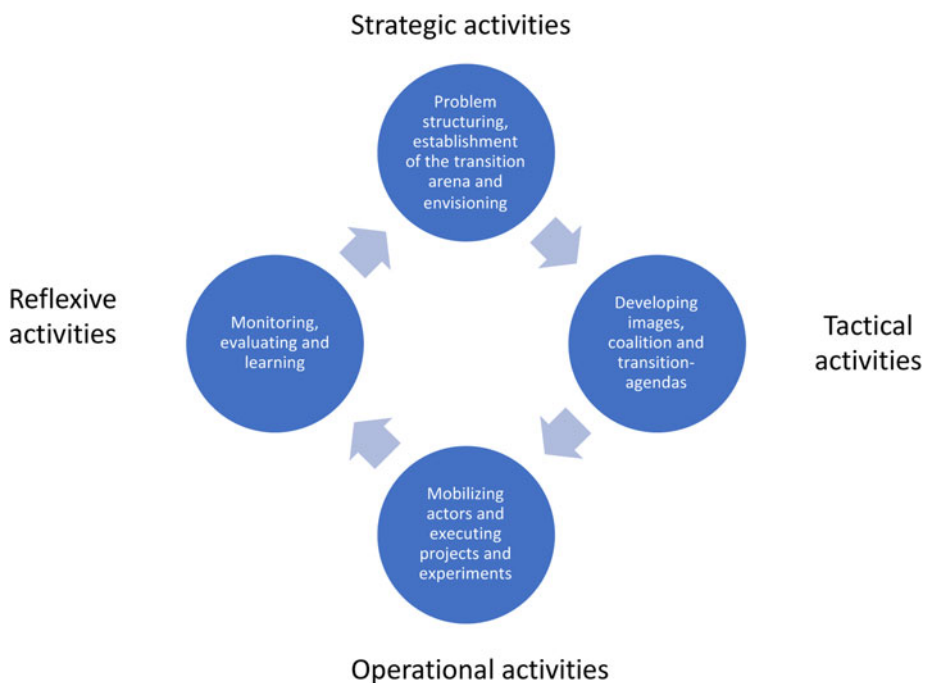 Strategic activities
Problem
structuring,
establishment
of the transition
arena and
envisioning
Reflexive
activities
Monitoring,
evaluating and
learning
Developing
images,
coalition and
transition-
agendas
Tactical
activities
Mobilizing
actors and
executing
projects and
experiments
Operational activities